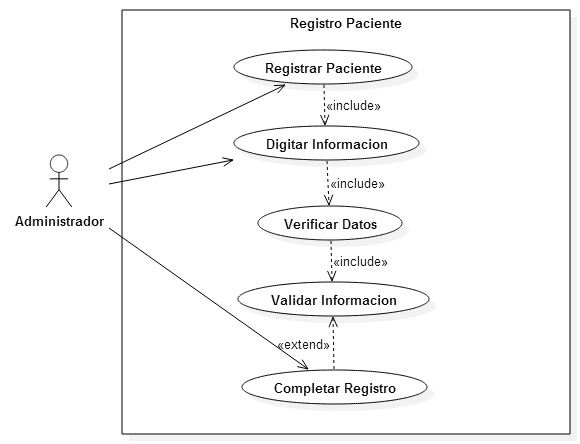 Registro Paciente
Registrar Paciente
«include»
Digitar Informacion
«include»
Administrador
Verificar Datos
«include»
Validar Informacion
«extend»
Completar Registro